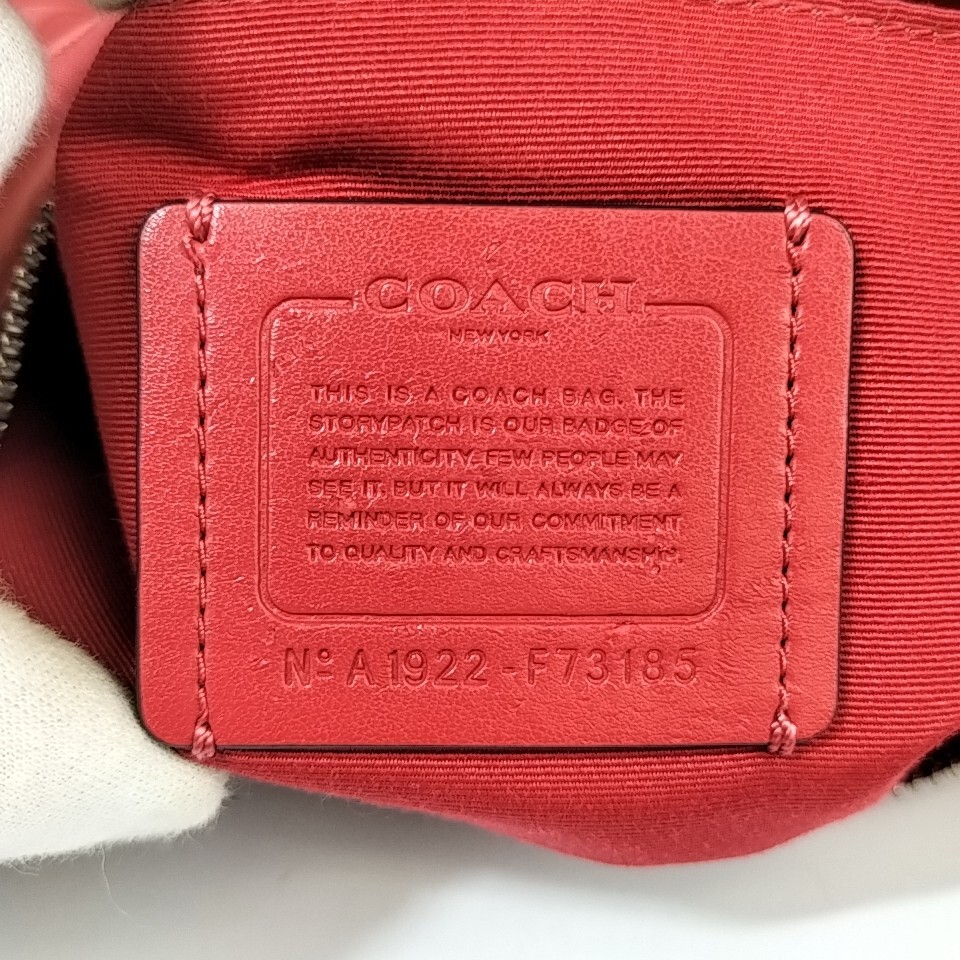 COACH
NEW YORK
THIS IS A COACH BAG. THE
STORYPATCH IS OUR BADGE OF
AUTHENTICITY. FEW PEOPLE MAY
SEE IT. BUT IT WILL ALWAYS BE A
REMINDER OF OUR COMMITMENT
TO QUALITY AND CRAFTSMANSHIP.
Nº A1922-F73185